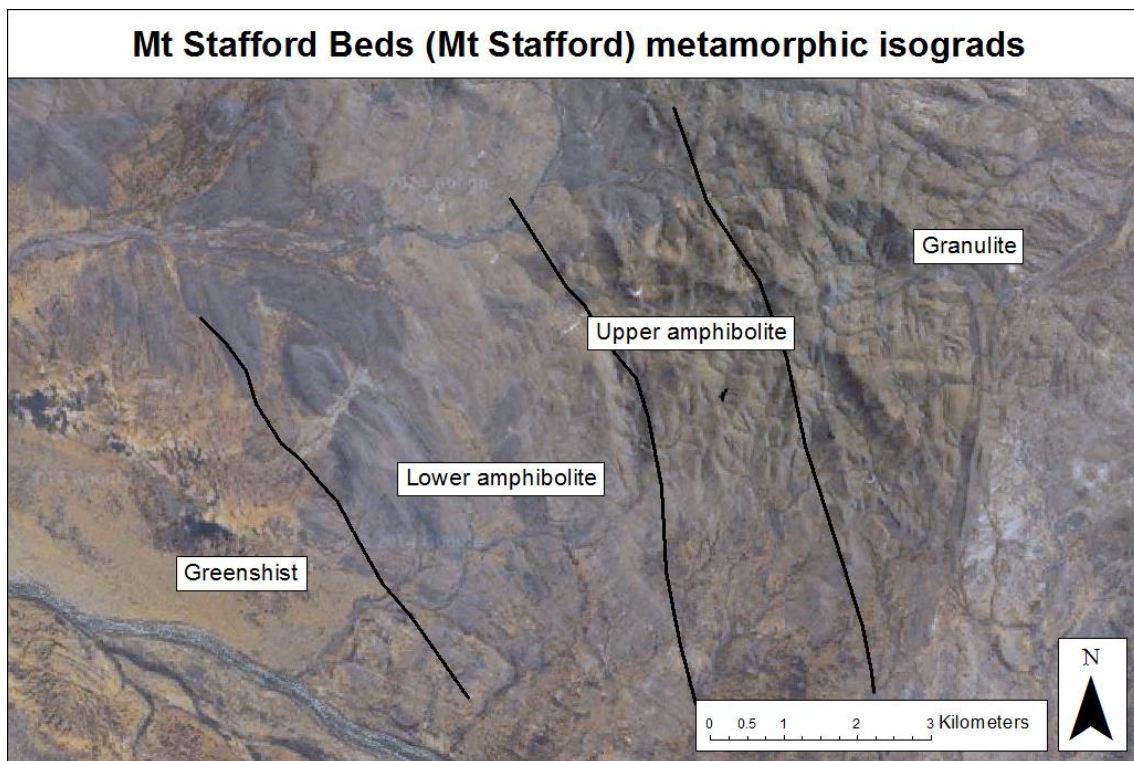 Mt Stafford Beds (Mt Stafford) metamorphic isograds
Granulite
Upper amphibolite
Lower amphibolite
Greenshist
N
0 0.5 1 2 3 Kilometers